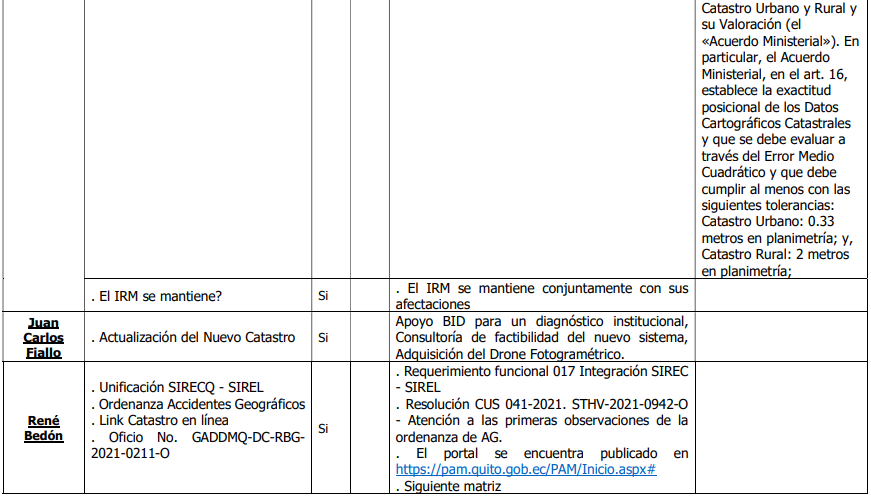 Catastro Urbano y Rural y
su Valoración (el
«Acuerdo Ministerial»). En
particular, el Acuerdo
Ministerial, en el art. 16,
establece la exactitud
posicional de los Datos
Cartográficos Catastrales
y que se debe evaluar a
través del Error Medio
Cuadrático y que debe
cumplir al menos con las
siguientes tolerancias:
Catastro Urbano: 0.33
metros en planimetría; y,
Catastro Rural: 2 metros
en planimetría;
. El IRM se mantiene?
Si
. El IRM se mantiene conjuntamente con sus
afectaciones
Juan
Carlos
Fiallo
. Actualización del Nuevo Catastro
Si
Apoyo BID para un diagnóstico institucional,
Consultoría de factibilidad del nuevo sistema,
Adquisición del Drone Fotogramétrico.
René
Bedón
. Unificación SIRECQ - SIREL
. Ordenanza Accidentes Geográficos
. Link Catastro en línea
. Oficio No. GADDMQ-DC-RBG-
2021-0211-O
Si
. Requerimiento funcional 017 Integración SIREC
- SIREL
. Resolución CUS 041-2021. STHV-2021-0942-O
- Atención a las primeras observaciones de la
ordenanza de AG.
. El portal se encuentra publicado en
https://pam.quito.gob.ec/PAM/Inicio.aspx#
. Siguiente matriz